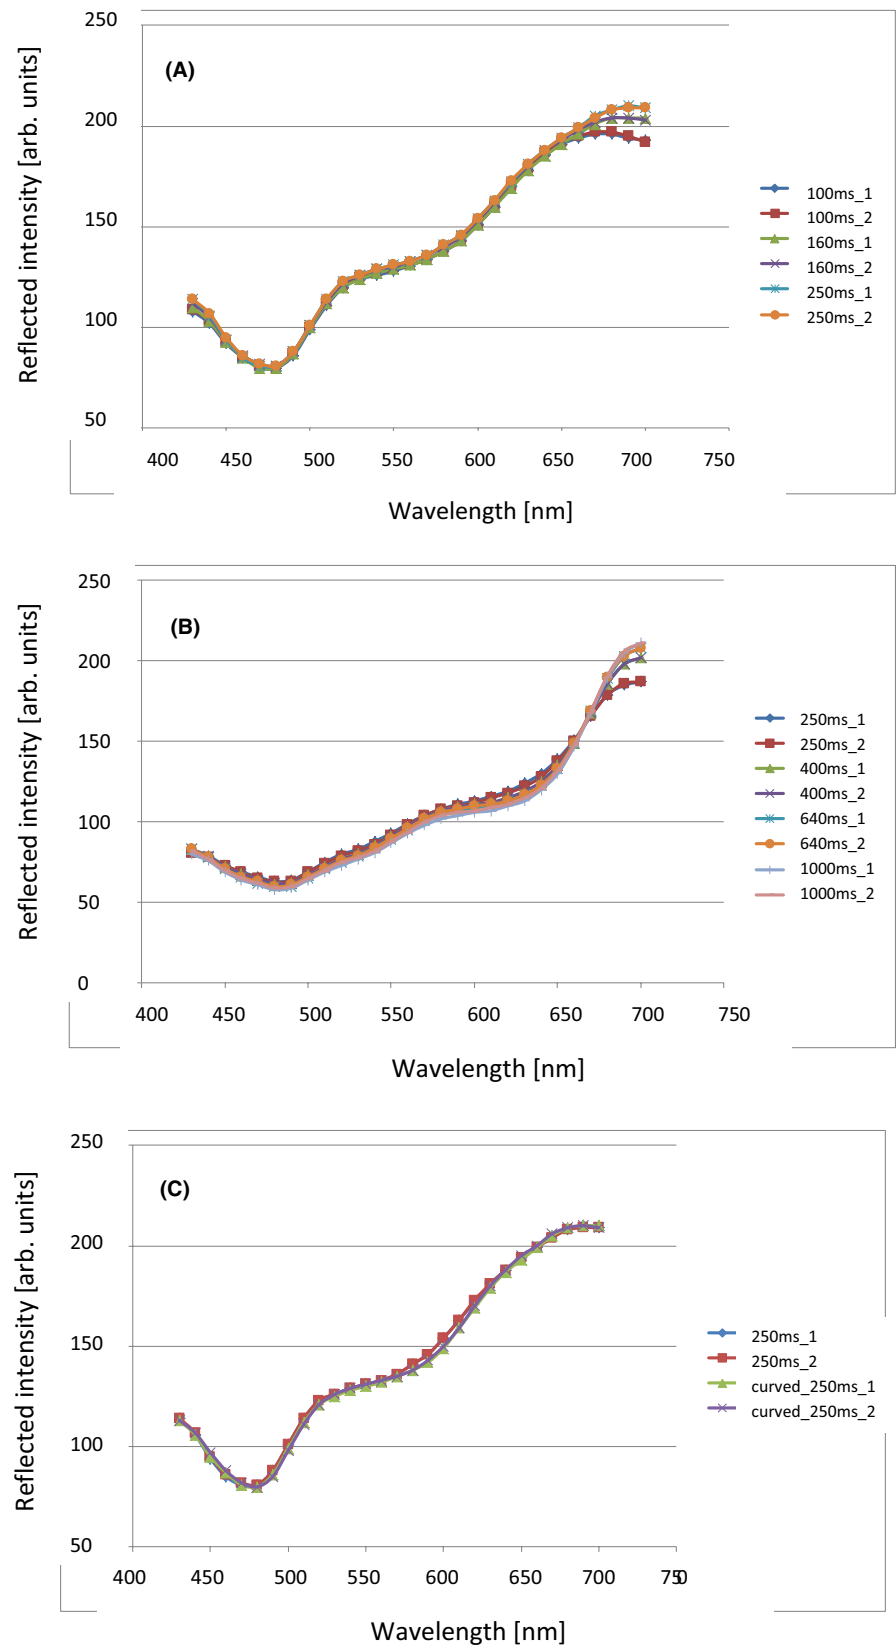 250
200
150
100
50
Reflected intensity [arb. units]
(A)
100ms_1
100ms_2
160ms_1
160ms_2
250ms_1
250ms_2
400 450 500 550 600 650 700 750
Wavelength [nm]
250
200
150
100
50
0
Reflected intensity [arb. units]
(B)
250ms_1
250ms_2
400ms_1
400ms_2
640ms_1
640ms_2
1000ms_1
1000ms_2
400 450 500 550 600 650 700 750
Wavelength [nm]
250
200
150
100
50
Reflected intensity [arb. units]
(C)
250ms_1
250ms_2
curved_250ms_1
curved_250ms_2
400 450 500 550 600 650 700 750
Wavelength [nm]